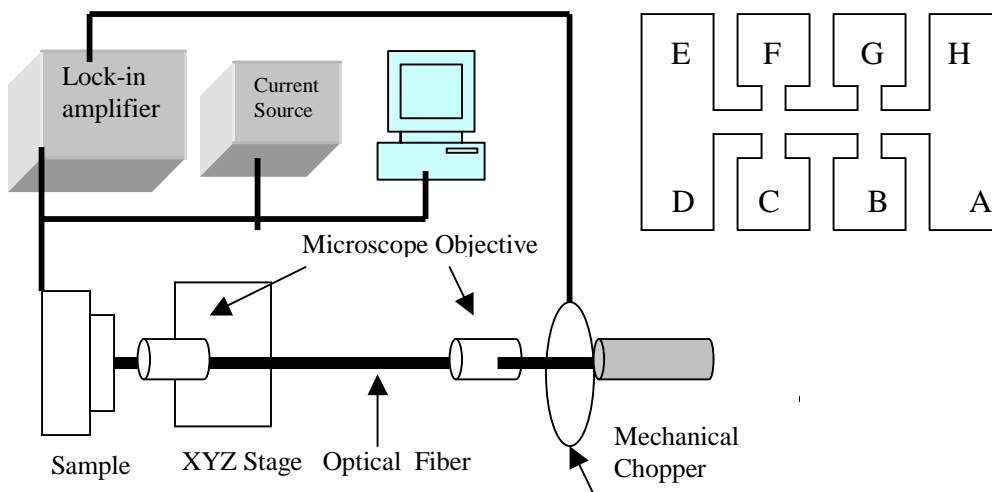 Lock-in
amplifier
Current
Source
E F G H
D C B A
Microscope Objective
Sample
XYZ Stage
Optical Fiber
Mechanical
Chopper